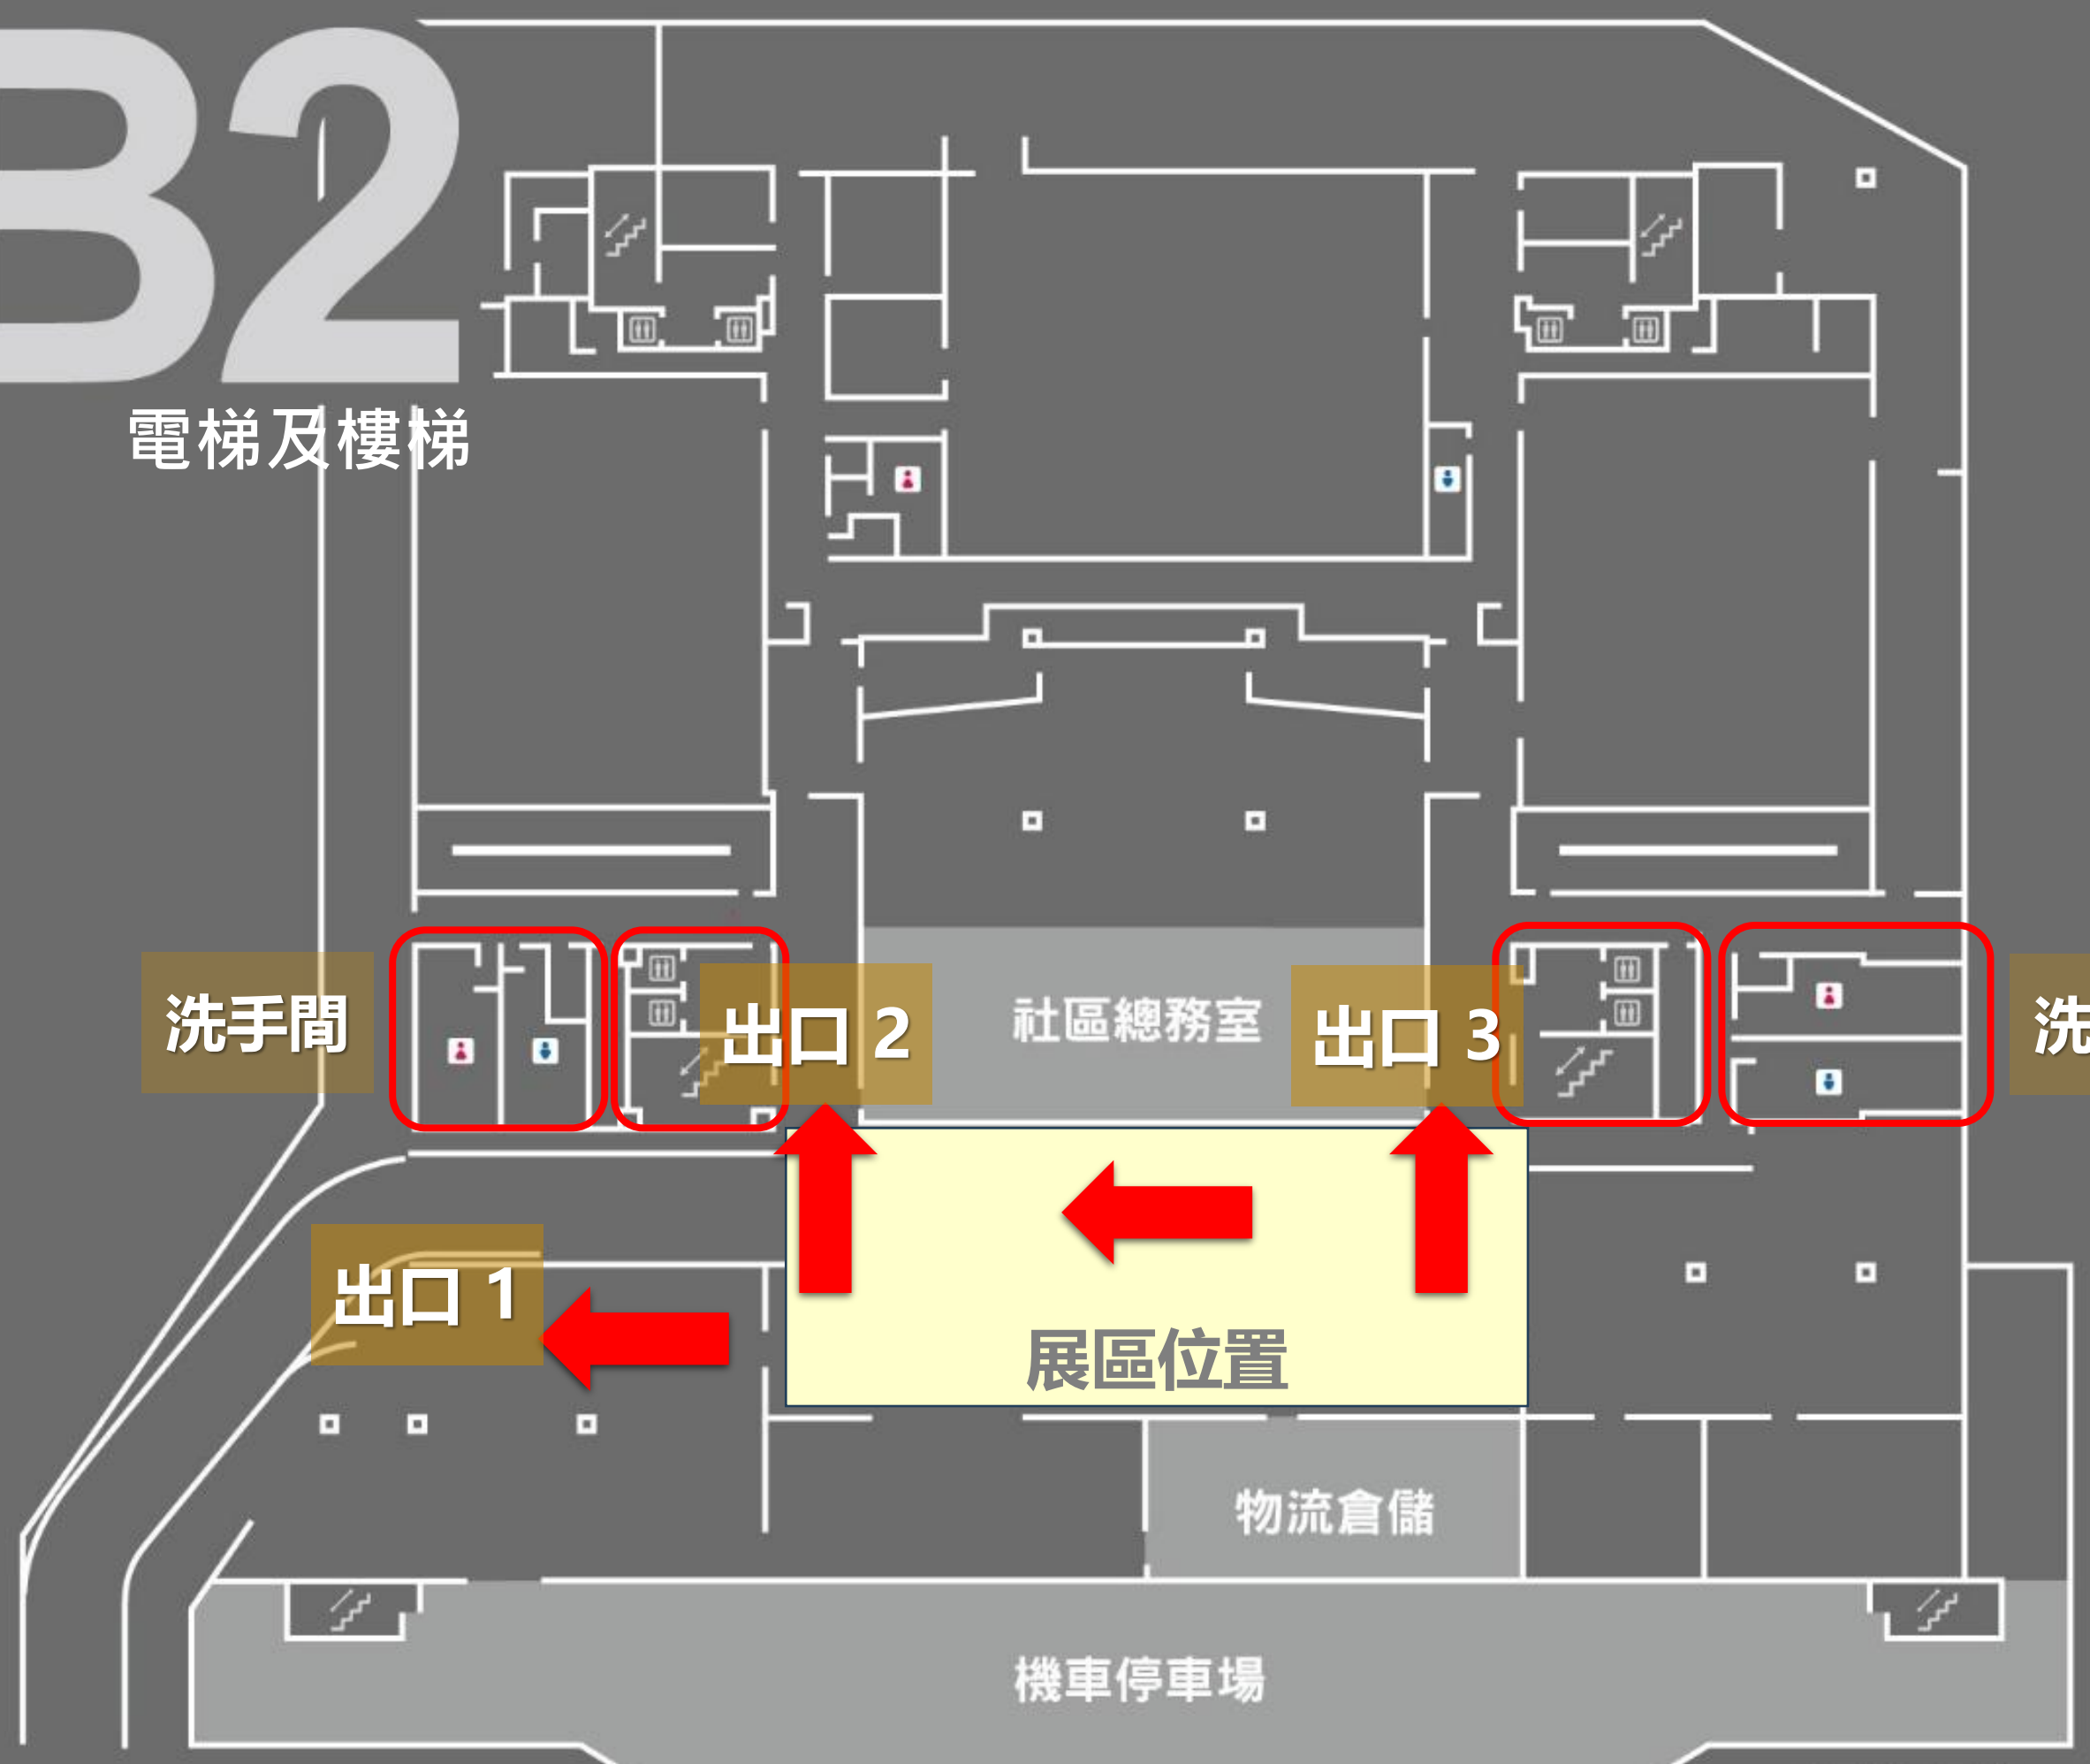 B2
電梯及樓梯
洗手間
出口 2
社區總務室
出口 3
洗
出口 1
展區位置
物流倉儲
機車停車場